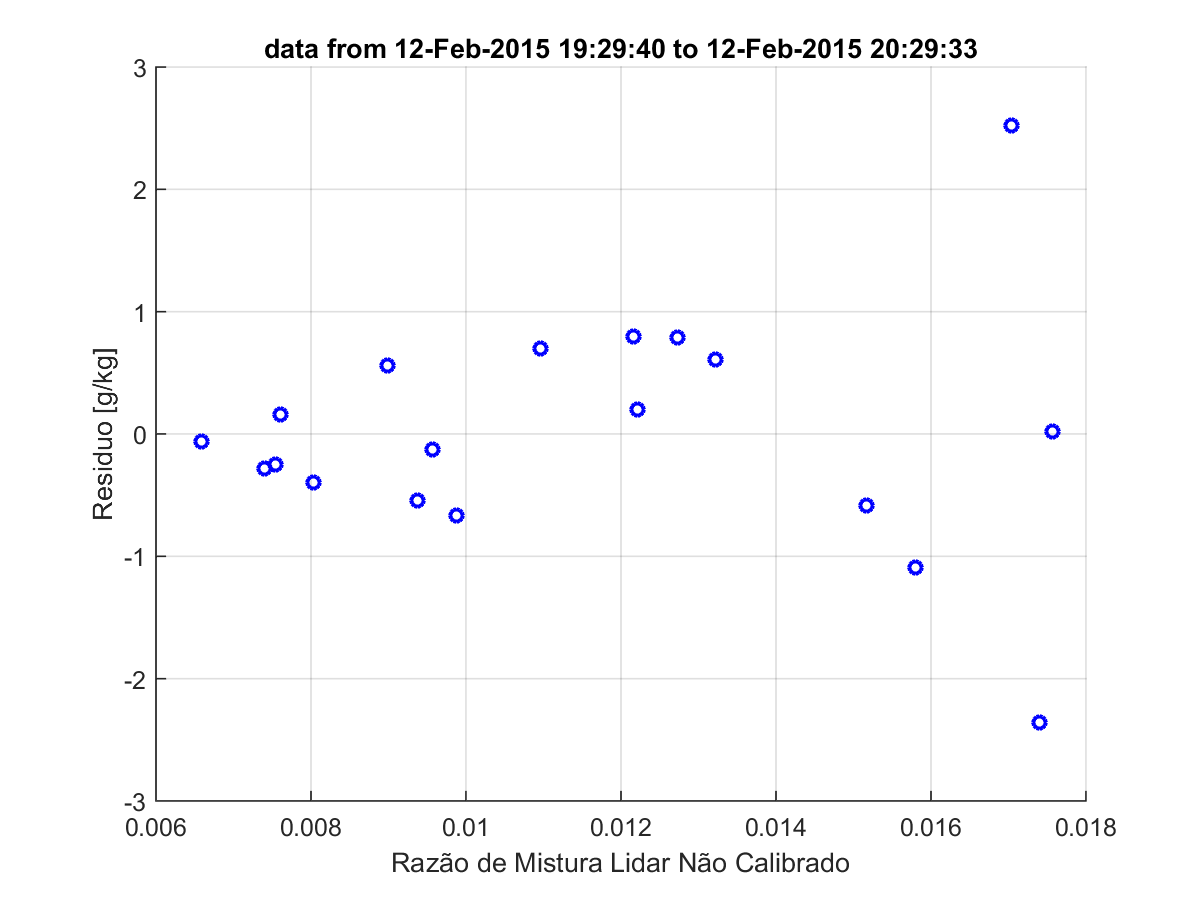 data from 12-Feb-2015 19:29:40 to 12-Feb-2015 20:29:33
3
2
1
0
-1
-2
-3
Residuo [g/kg]
0.006 0.008 0.01 0.012 0.014 0.016 0.018
Razão de Mistura Lidar Não Calibrado